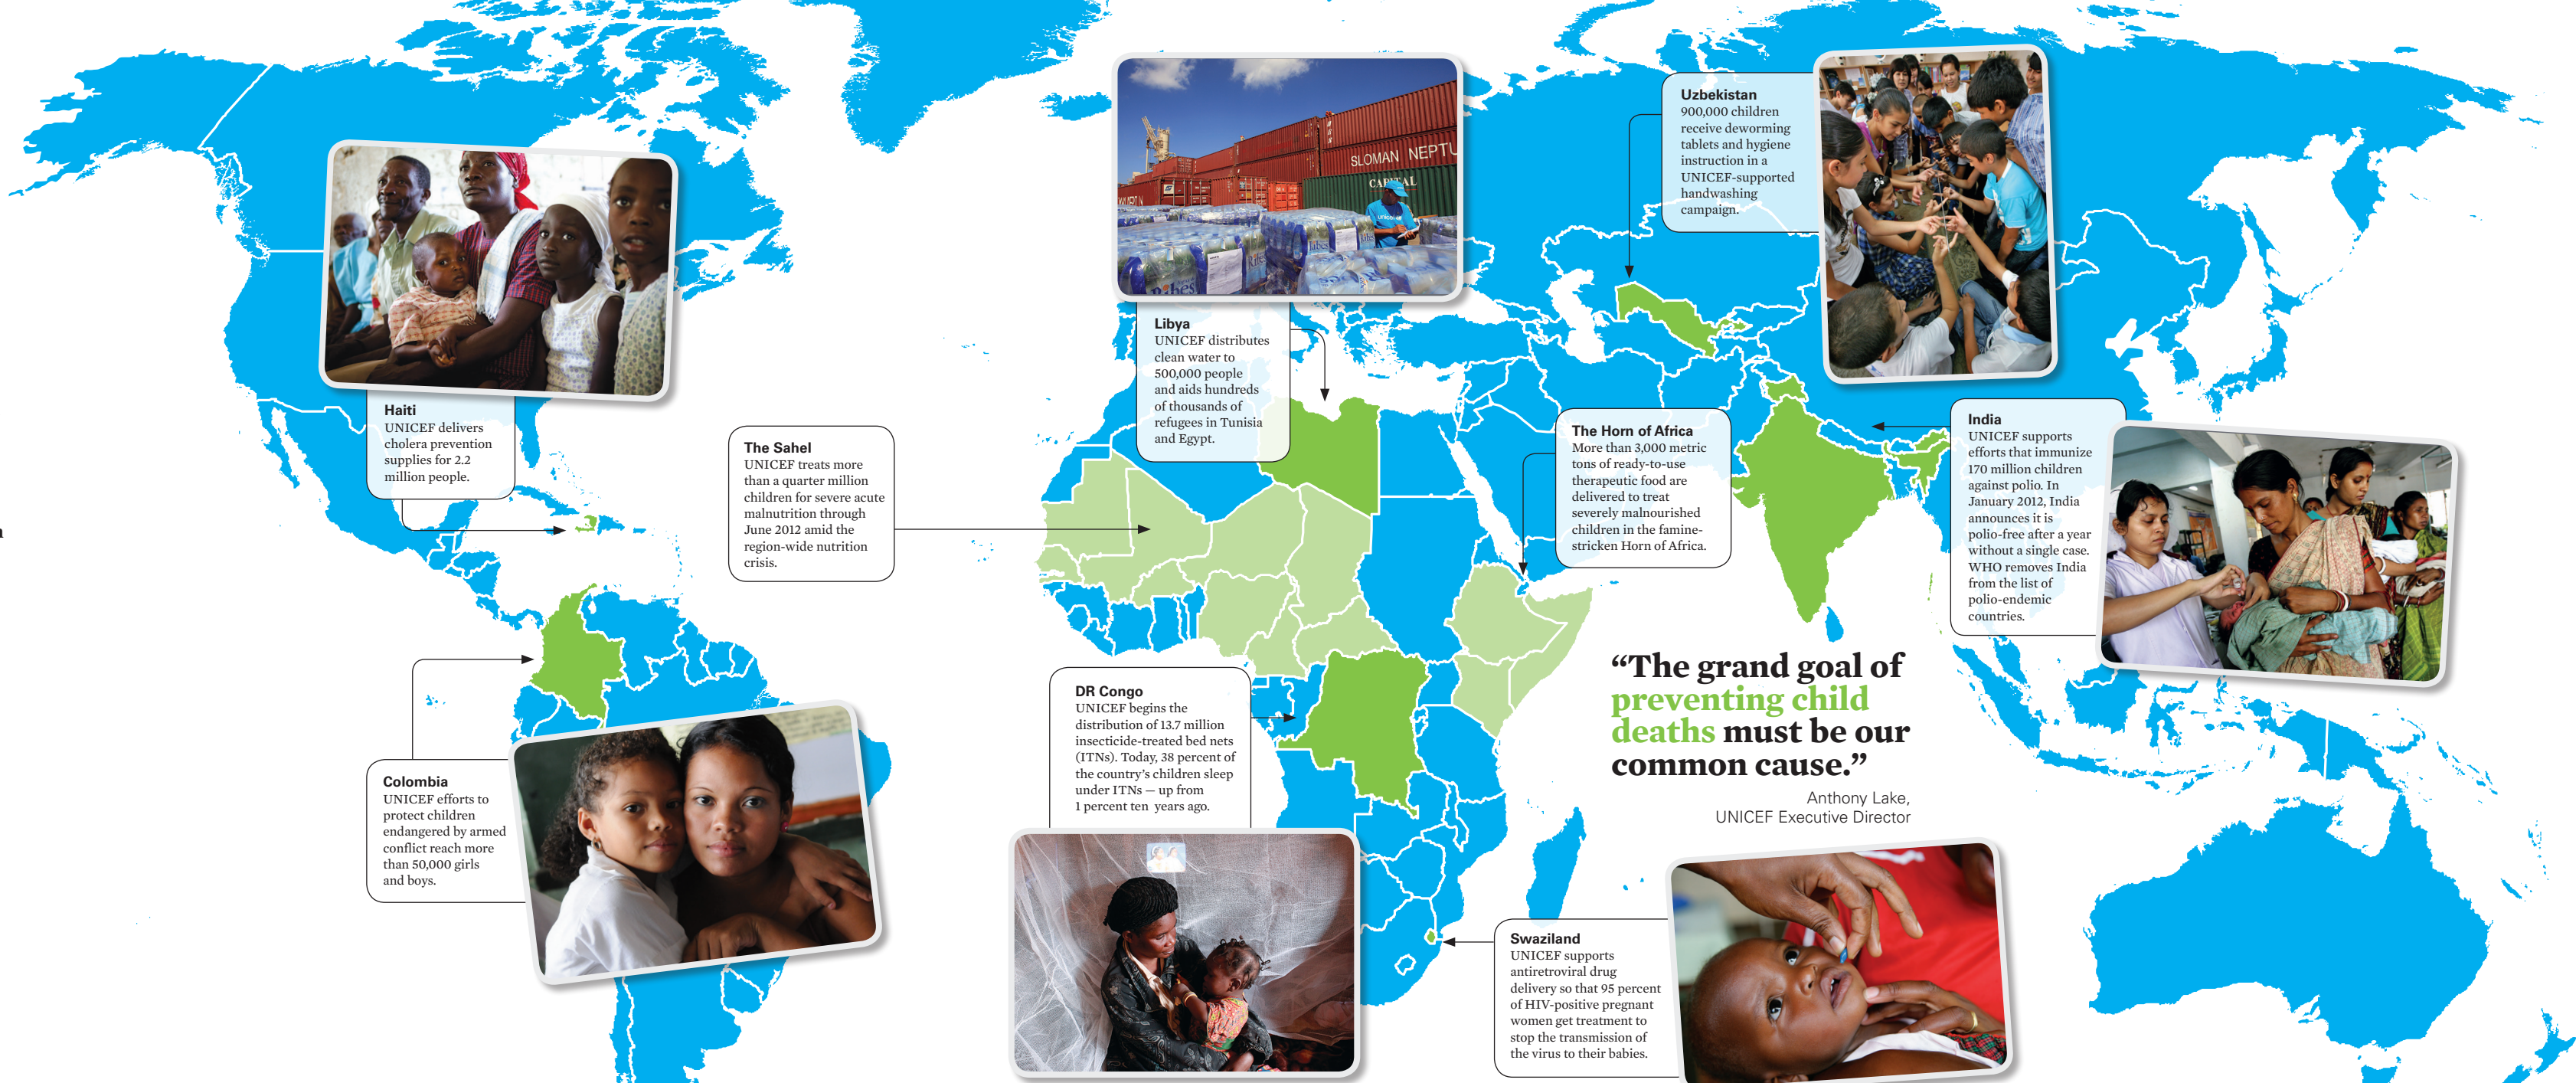 Haiti
UNICEF delivers
cholera prevention
supplies for 2.2
million people.
The Sahel
UNICEF treats more
than a quarter million
children for severe acute
malnutrition through
June 2012 amid the
region-wide nutrition
crisis.
Colombia
UNICEF efforts to
protect children
endangered by armed
conflict reach more
than 50,000 girls
and boys.
SLOMAN NEPTU
CAPITAL
unicef
Ribes
Libya
UNICEF distributes
clean water to
500,000 people
and aids hundreds
of thousands of
refugees in Tunisia
and Egypt.
DR Congo
UNICEF begins the
distribution of 13.7 million
insecticide-treated bed nets
(ITNs). Today, 38 percent of
the country’s children sleep
under ITNs — up from
1 percent ten years ago.
Uzbekistan
900,000 children
receive deworming
tablets and hygiene
instruction in a
UNICEF-supported
handwashing
campaign.
The Horn of Africa
More than 3,000 metric
tons of ready-to-use
therapeutic food are
delivered to treat
severely malnourished
children in the famine-
stricken Horn of Africa.
India
UNICEF supports
efforts that immunize
170 million children
against polio. In
January 2012, India
announces it is
polio-free after a year
without a single case.
WHO removes India
from the list of
polio-endemic
countries.
“The grand goal of
preventing child
deaths must be our
common cause.”
Anthony Lake,
UNICEF Executive Director
Swaziland
UNICEF supports
antiretroviral drug
delivery so that 95 percent
of HIV-positive pregnant
women get treatment to
stop the transmission of
the virus to their babies.